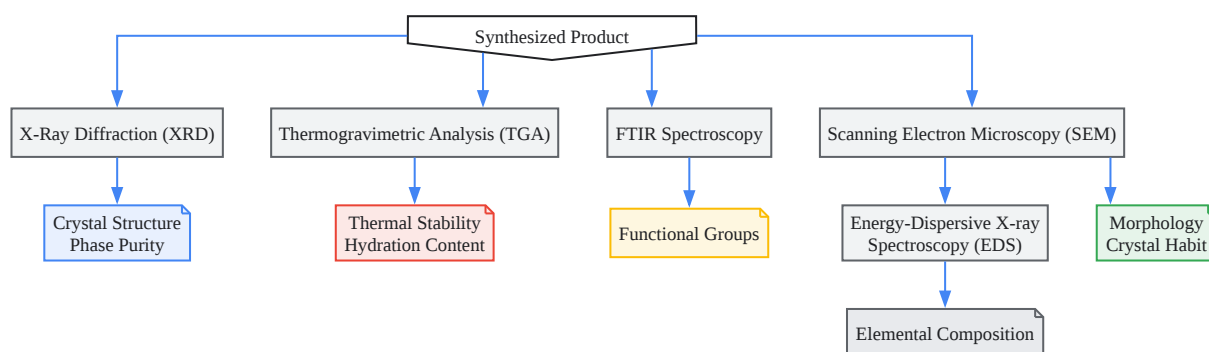 Synthesized Product
X-Ray Diffraction (XRD)
Thermogravimetric Analysis (TGA)
FTIR Spectroscopy
Scanning Electron Microscopy (SEM)
Crystal Structure
Phase Purity
Thermal Stability
Hydration Content
Functional Groups
Energy-Dispersive X-ray
Spectroscopy (EDS)
Morphology
Crystal Habit
Elemental Composition